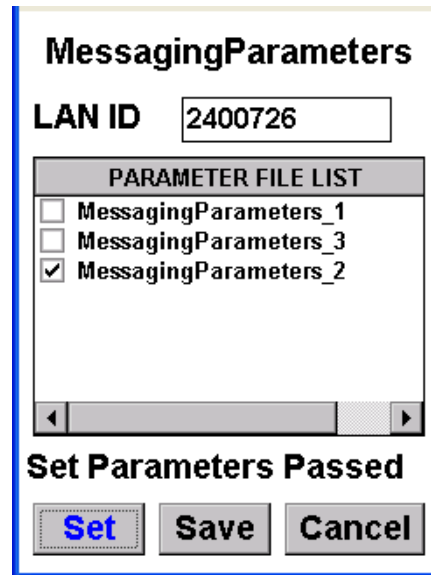 MessagingParameters
LAN ID 2400726
PARAMETER FILE LIST
MessagingParameters_1
MessagingParameters_3
MessagingParameters_2
Set Parameters Passed
Set Save Cancel